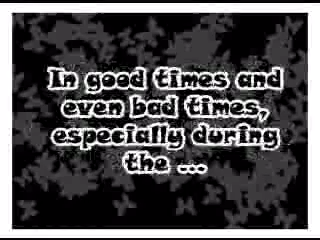 In good times and
even bad times,
especially during
the ...